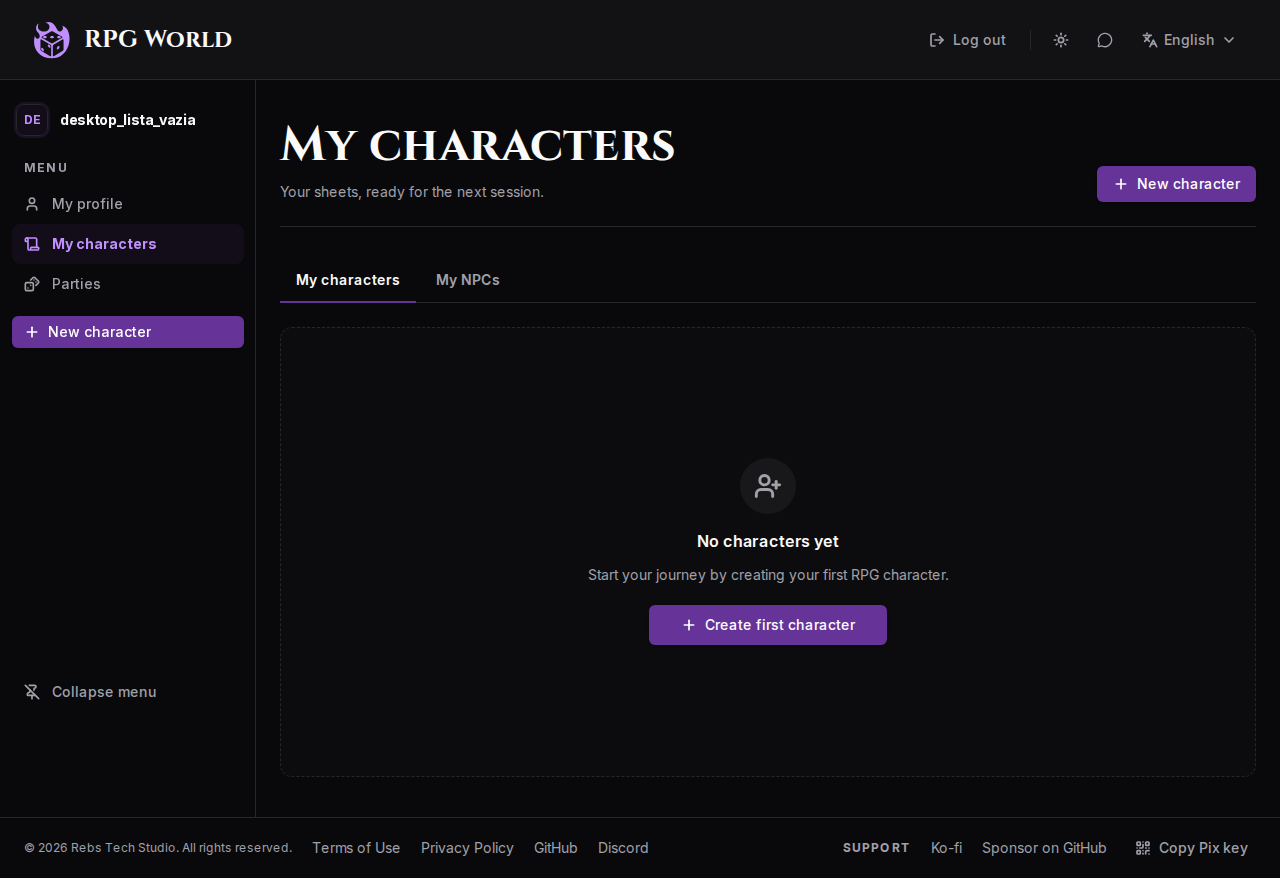 RPG World
Log out
English
DE
desktop_lista_vazia
MENU
My profile
My characters
Parties
New character
Collapse menu
My characters
Your sheets, ready for the next session.
New character
My characters
My NPCs
No characters yet
Start your journey by creating your first RPG character.
Create first character
© 2026 Rebs Tech Studio. All rights reserved.
Terms of Use
Privacy Policy
GitHub
Discord
SUPPORT
Ko-fi
Sponsor on GitHub
Copy Pix key